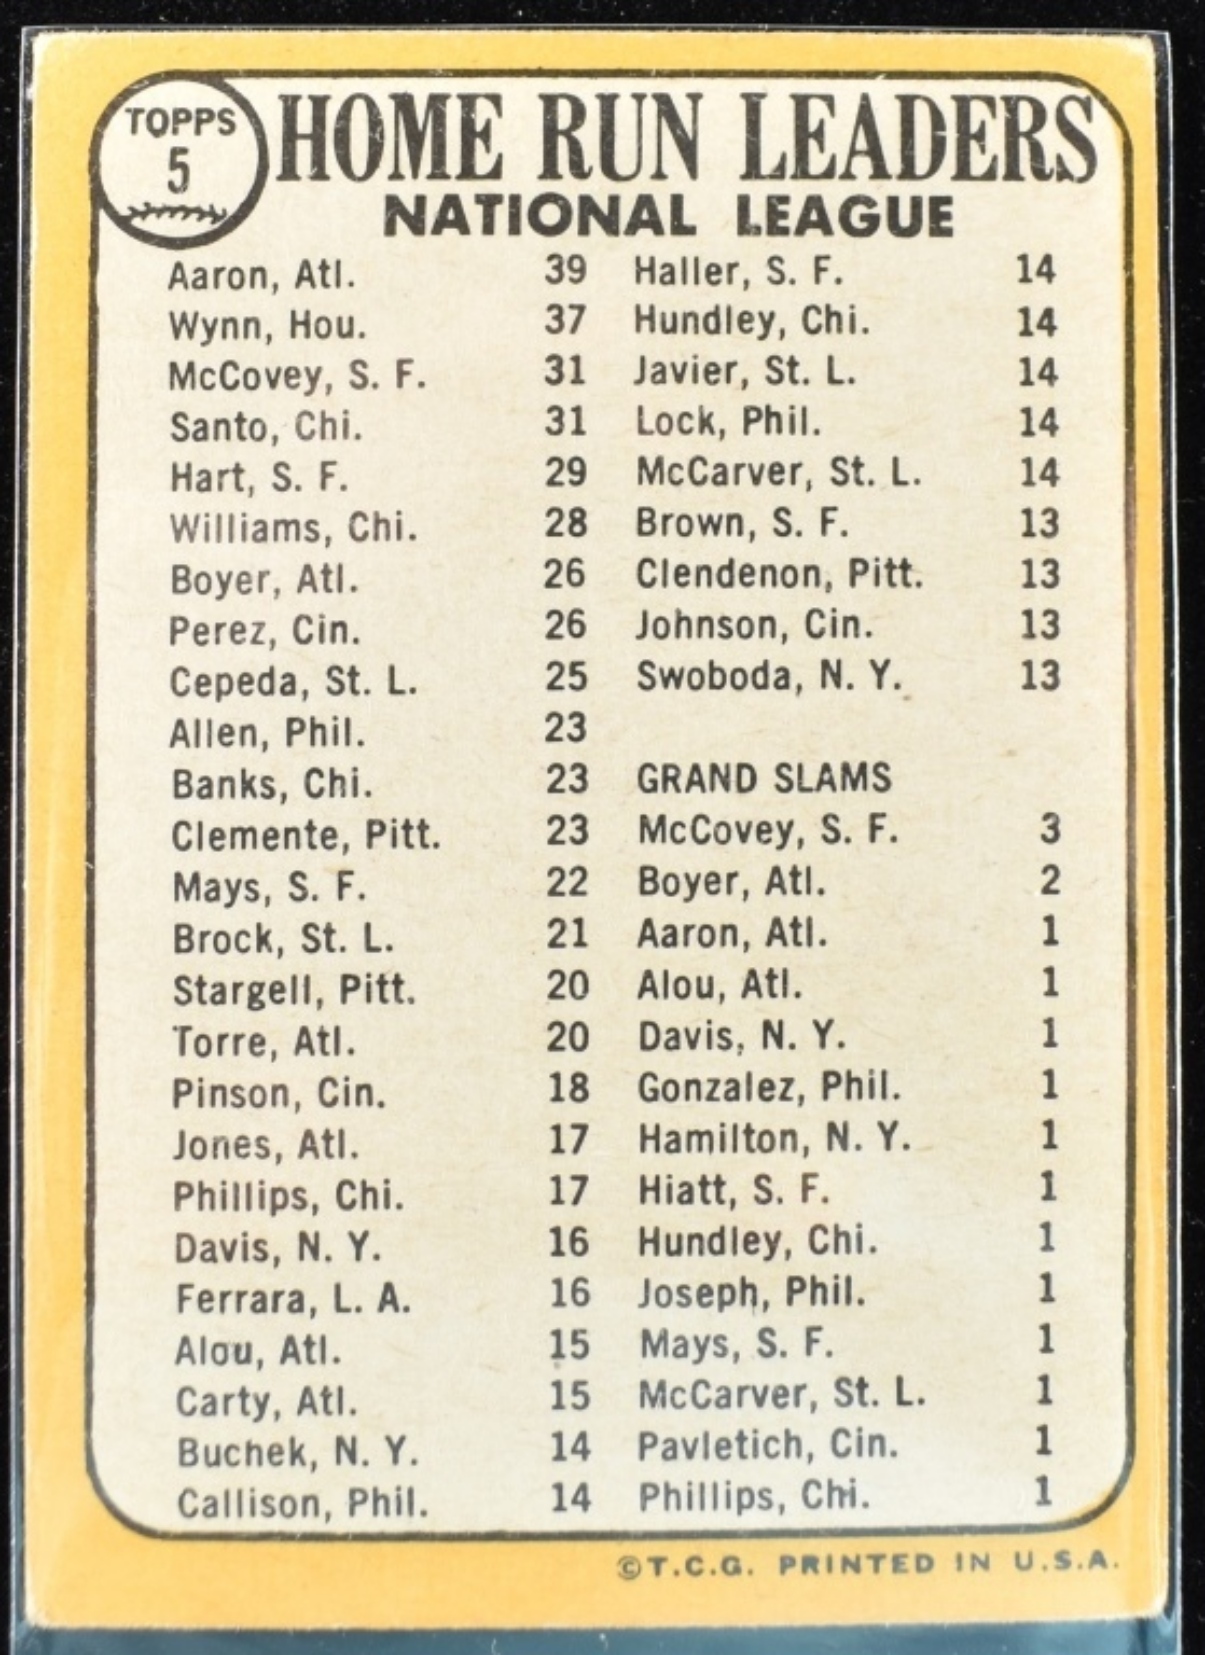 TOPPS
5
HOME RUN LEADERS
NATIONAL LEAGUE
Aaron, Atl. 39
Wynn, Hou. 37
McCovey, S. F. 31
Santo, Chi. 31
Hart, S. F. 29
Williams, Chi. 28
Boyer, Atl. 26
Perez, Cin. 26
Cepeda, St. L. 25
Allen, Phil. 23
Banks, Chi. 23
Clemente, Pitt. 23
Mays, S. F. 22
Brock, St. L. 21
Stargell, Pitt. 20
Torre, Atl. 20
Pinson, Cin. 18
Jones, Atl. 17
Phillips, Chi. 17
Davis, N. Y. 16
Ferrara, L. A. 16
Alou, Atl. 15
Carty, Atl. 15
Buchek, N. Y. 14
Callison, Phil. 14
Haller, S. F. 14
Hundley, Chi. 14
Javier, St. L. 14
Lock, Phil. 14
McCarver, St. L. 14
Brown, S. F. 13
Clendenon, Pitt. 13
Johnson, Cin. 13
Swoboda, N. Y. 13
GRAND SLAMS
McCovey, S. F. 3
Boyer, Atl. 2
Aaron, Atl. 1
Alou, Atl. 1
Davis, N. Y. 1
Gonzalez, Phil. 1
Hamilton, N. Y. 1
Hiatt, S. F. 1
Hundley, Chi. 1
Joseph, Phil. 1
Mays, S. F. 1
McCarver, St. L. 1
Pavletich, Cin. 1
Phillips, Chi. 1
©T.C.G. PRINTED IN U.S.A.